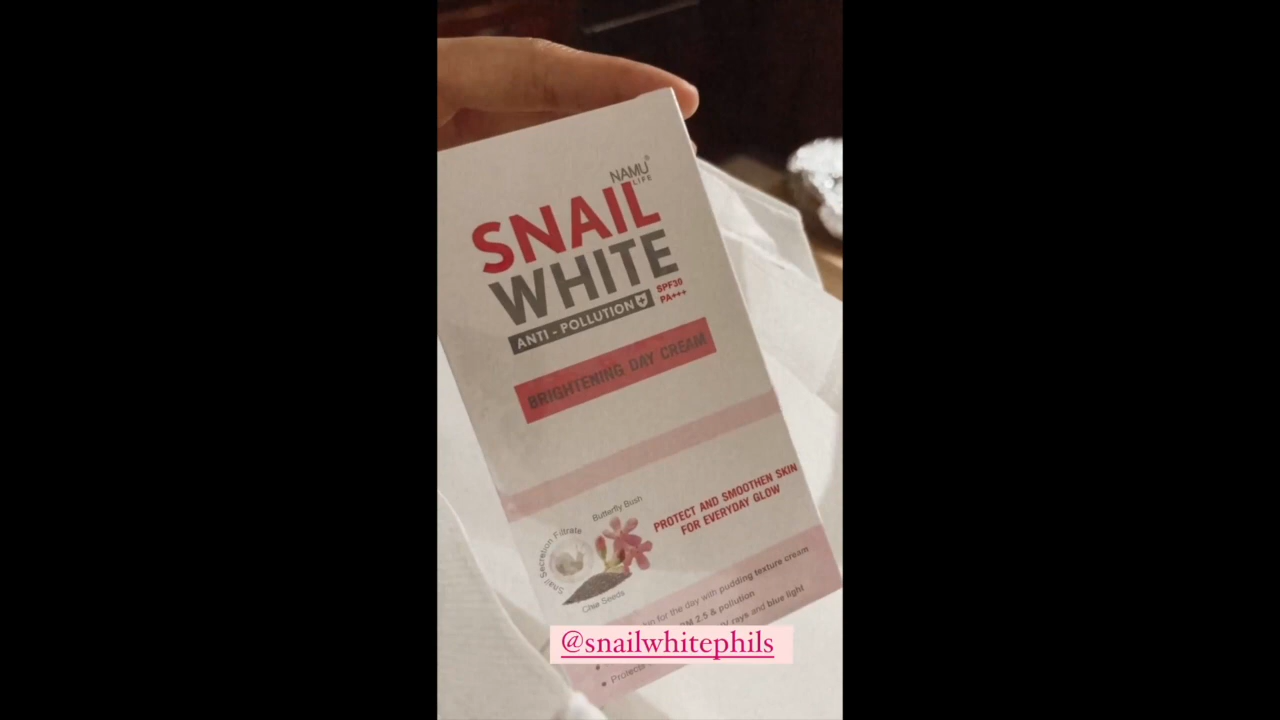 NAMU®
LIFE
SNAIL
WHITE
ANTI - POLLUTION
SPF30
PA+++
BRIGHTENING DAY CREAM
PROTECT AND SMOOTHEN SKIN
FOR EVERYDAY GLOW
Butterfly Bush
Snail Secretion Filtrate
Chia Seeds
for the day with pudding texture cream
2.5 & pollution
rays and blue light
@snailwhitephils
• Protects